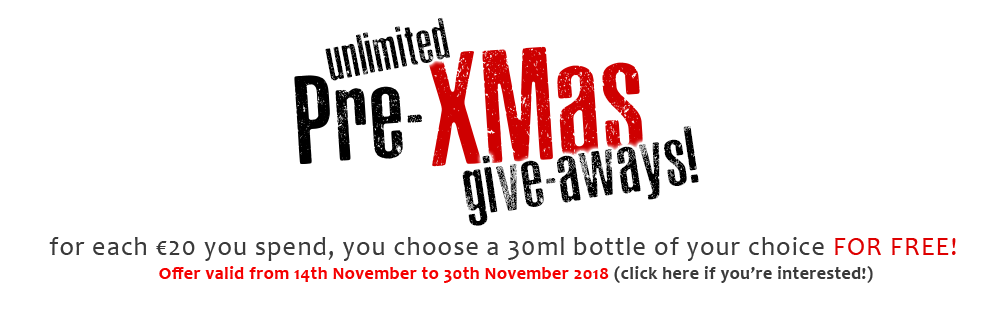 unlimited
Pre-XMas
give-aways!
for each €20 you spend, you choose a 30ml bottle of your choice FOR FREE!
Offer valid from 14th November to 30th November 2018 (click here if you're interested!)